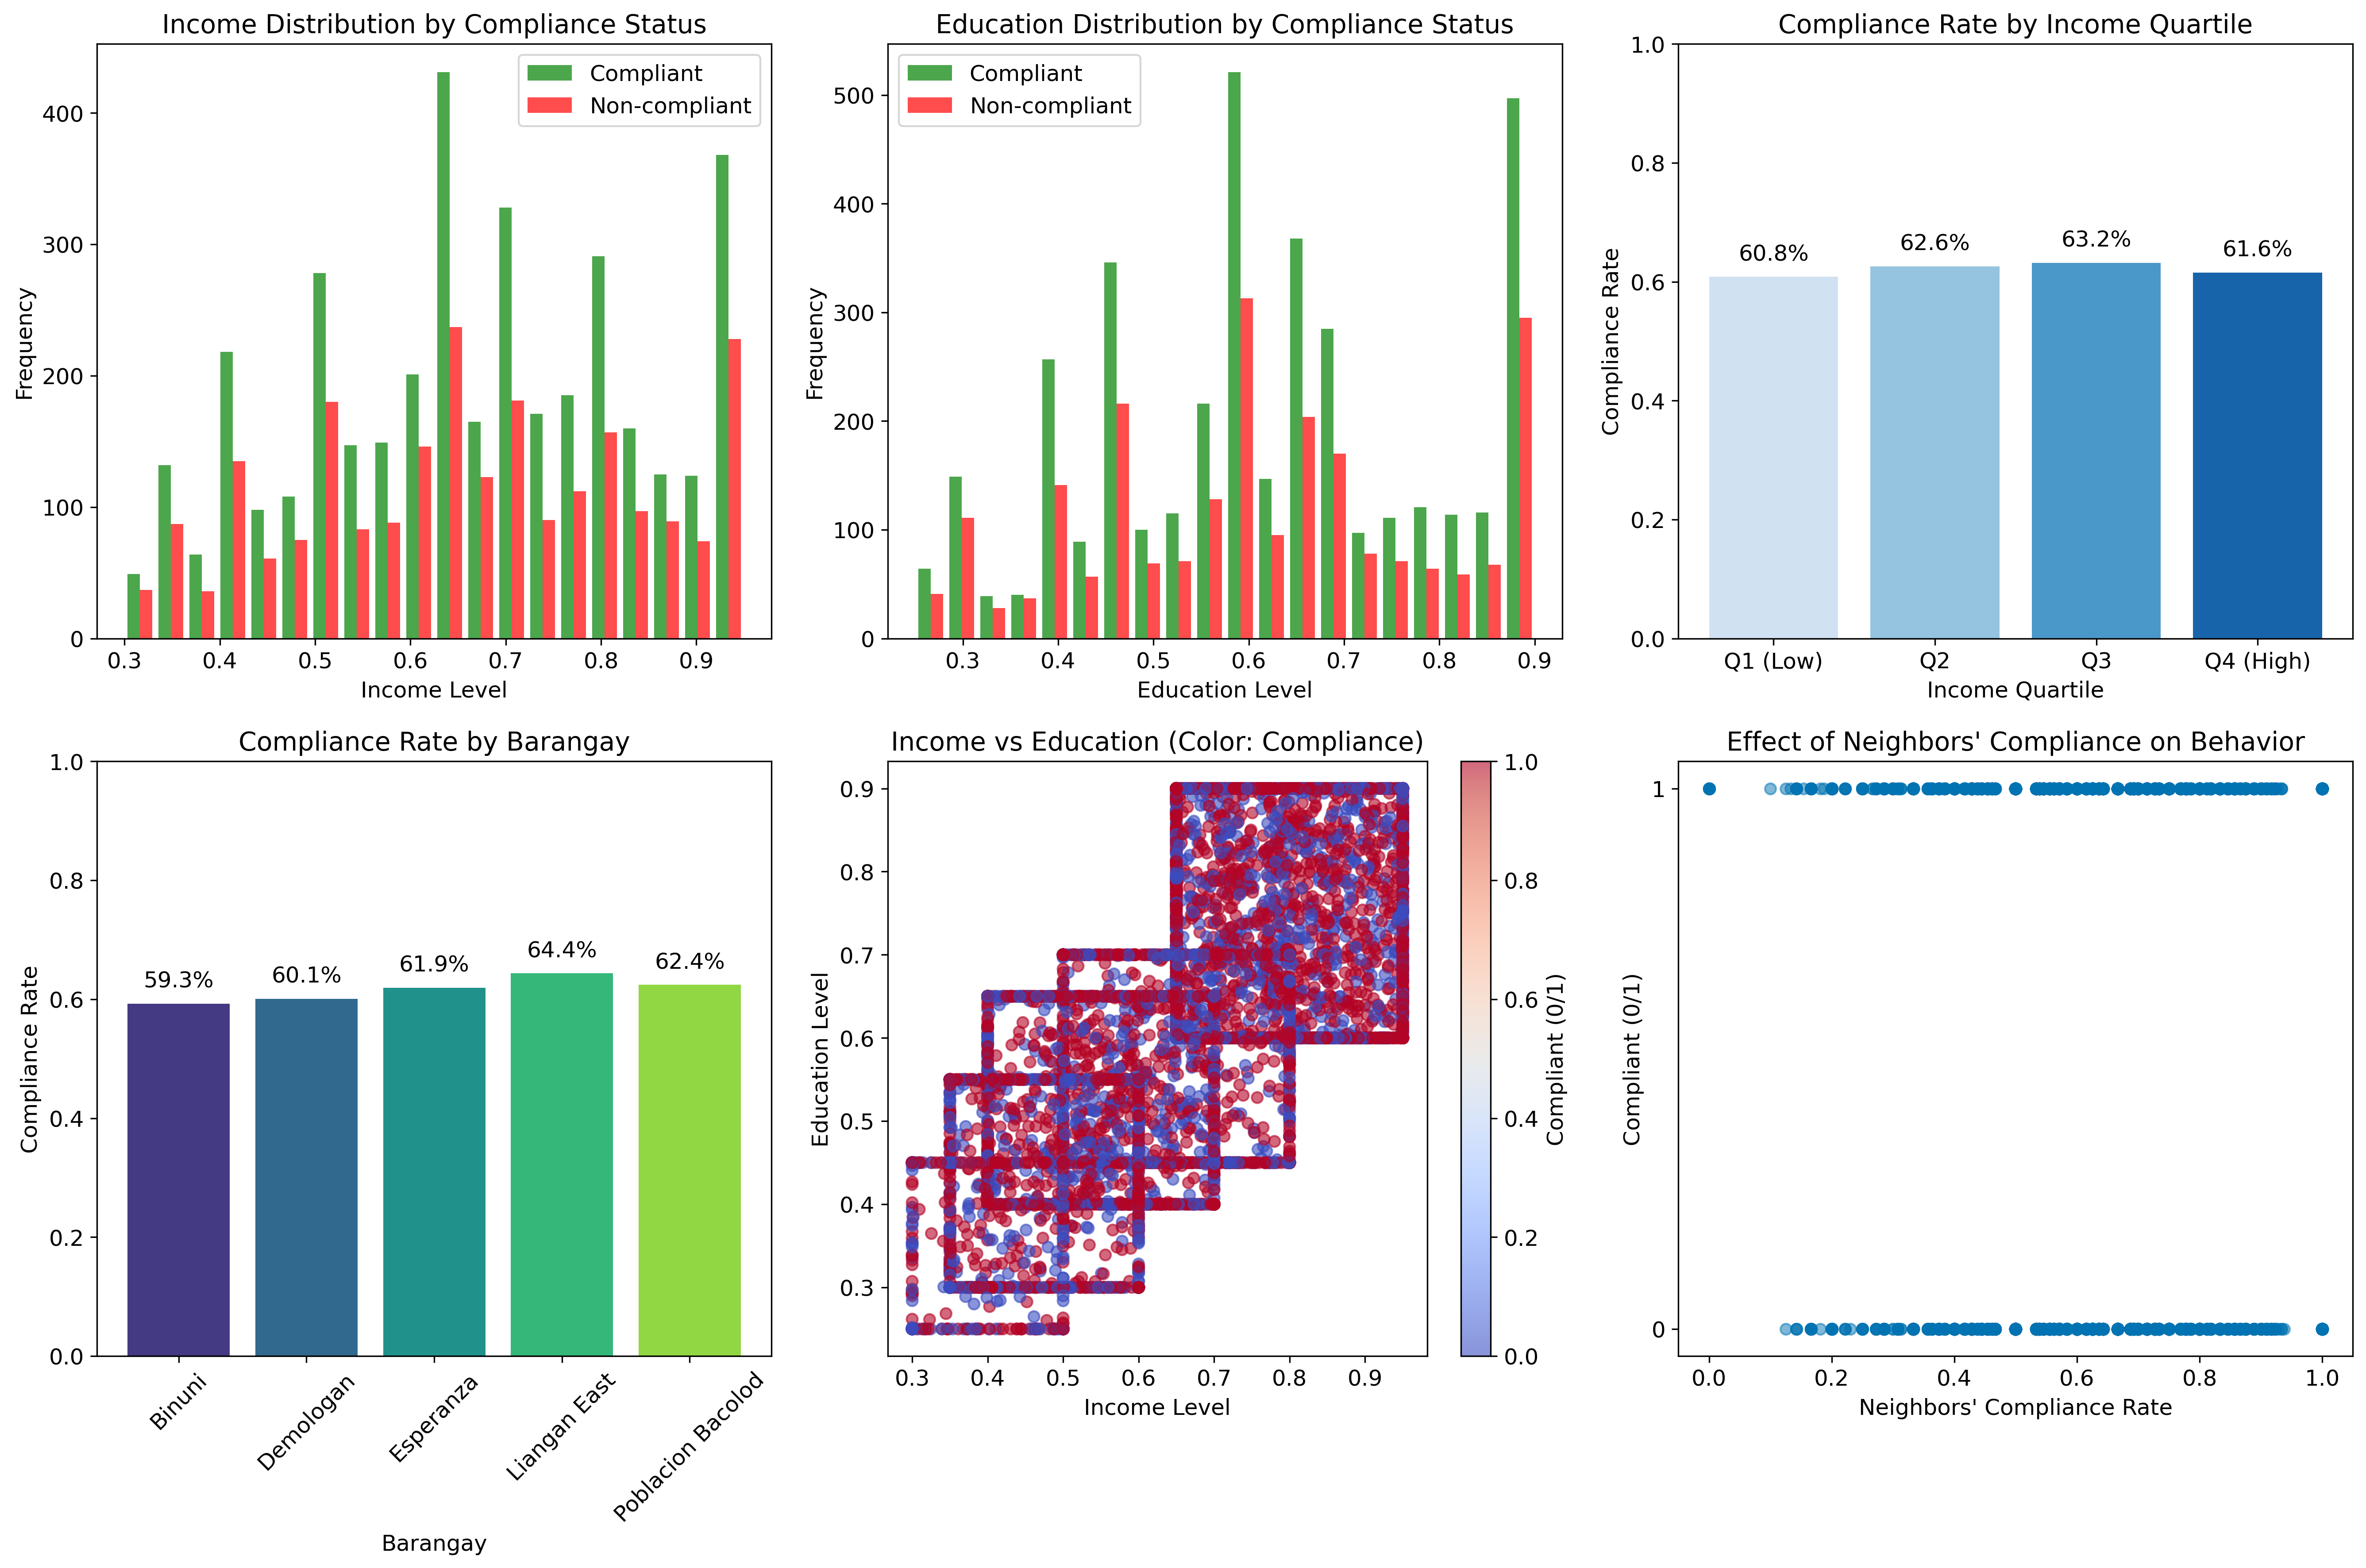 Income Distribution by Compliance Status
Compliant
Non-compliant
400
300
200
100
0
Frequency
0.3 0.4 0.5 0.6 0.7 0.8 0.9
Income Level
Education Distribution by Compliance Status
Compliant
Non-compliant
500
400
300
200
100
0
Frequency
0.3 0.4 0.5 0.6 0.7 0.8 0.9
Education Level
Compliance Rate by Income Quartile
1.0
0.8
0.6
0.4
0.2
0.0
Compliance Rate
60.8% 62.6% 63.2% 61.6%
Q1 (Low) Q2 Q3 Q4 (High)
Income Quartile
Compliance Rate by Barangay
1.0
0.8
0.6
0.4
0.2
0.0
Compliance Rate
59.3% 60.1% 61.9% 64.4% 62.4%
Binuni
Demologan
Esperanza
Liangan East
Poblacion Bacolod
Barangay
Income vs Education (Color: Compliance)
0.9
0.8
0.7
0.6
0.5
0.4
0.3
Education Level
0.3 0.4 0.5 0.6 0.7 0.8 0.9
Income Level
1.0
0.8
0.6
0.4
0.2
0.0
Compliant (0/1)
Effect of Neighbors' Compliance on Behavior
1
0
Compliant (0/1)
0.0 0.2 0.4 0.6 0.8 1.0
Neighbors' Compliance Rate